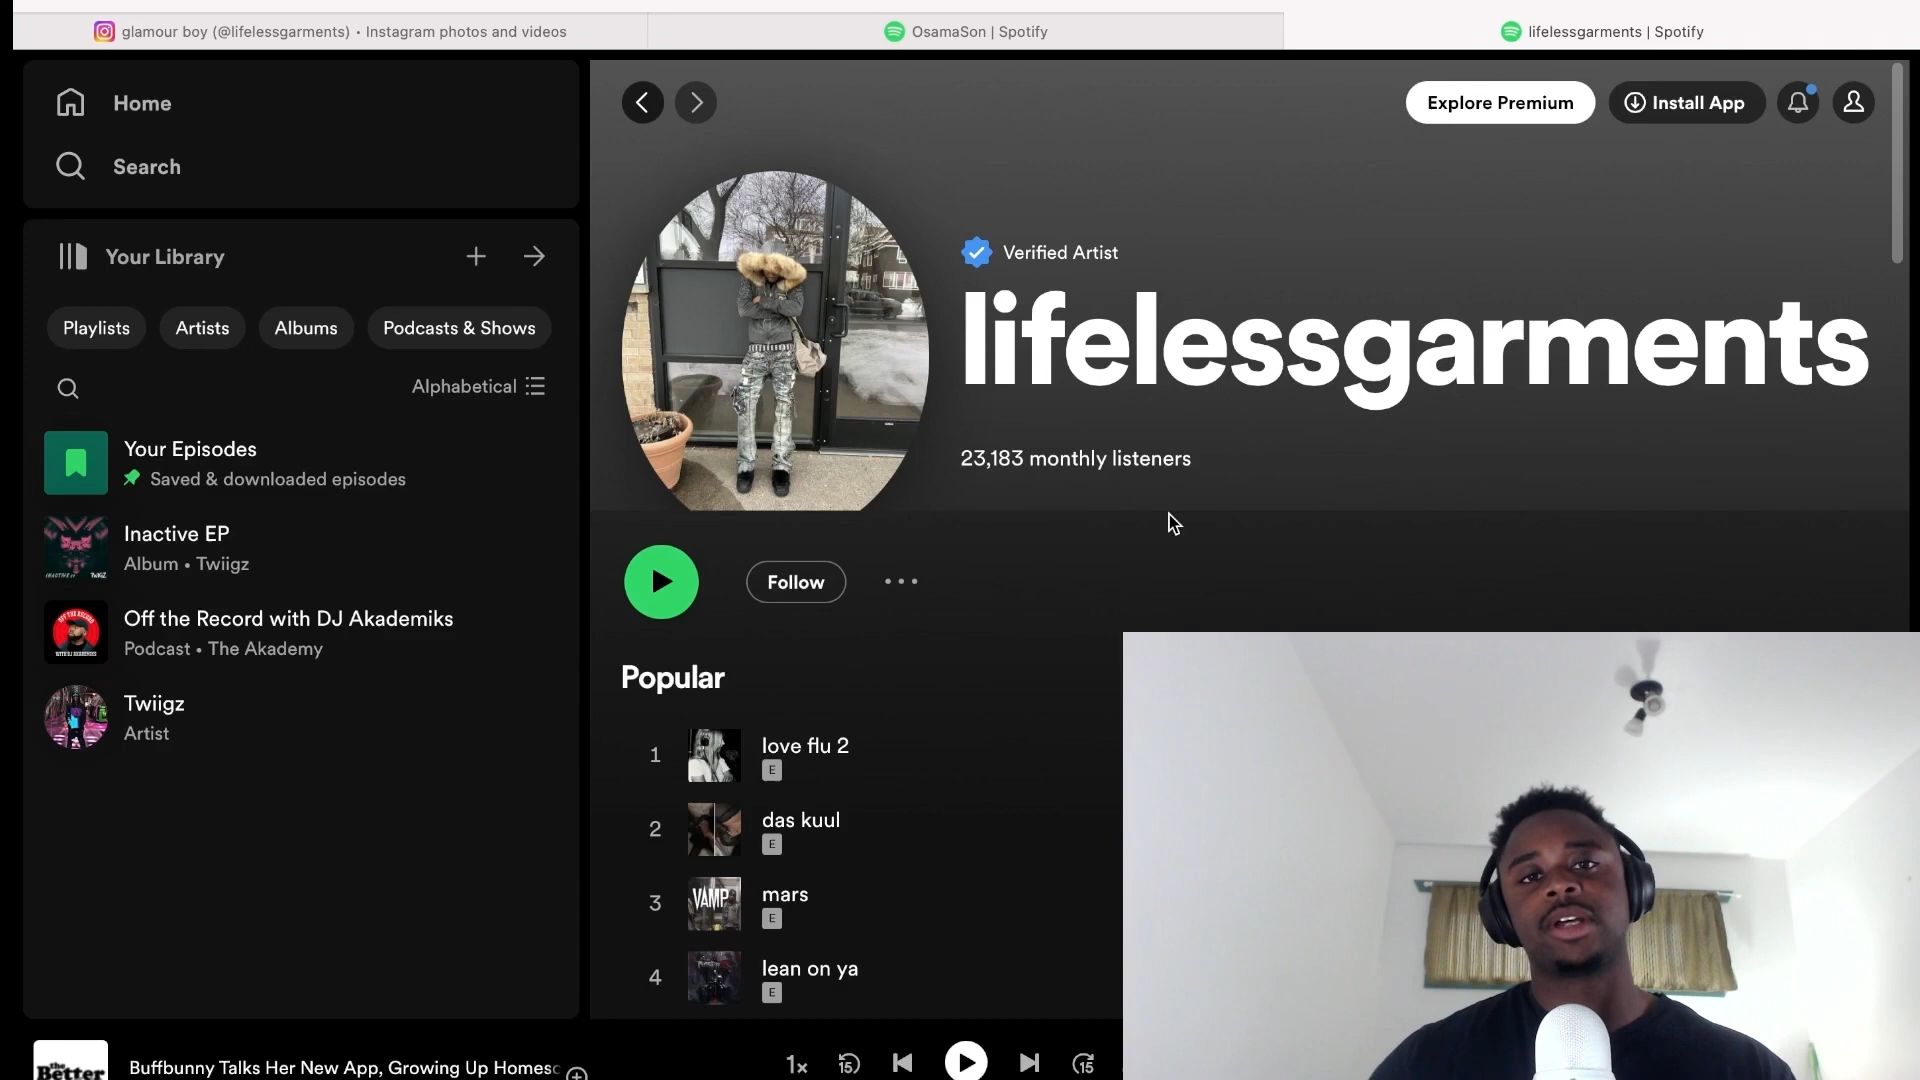 glamour boy (@lifelessgarments) • Instagram photos and videos
OsamaSon | Spotify
lifelessgarments | Spotify
Home
Search
Your Library
Playlists
Artists
Albums
Podcasts & Shows
Alphabetical
Your Episodes
Saved & downloaded episodes
Inactive EP
Album • Twiigz
Off the Record with DJ Akademiks
Podcast • The Akademy
Twiigz
Artist
Explore Premium
Install App
Verified Artist
lifelessgarments
23,183 monthly listeners
Follow
Popular
1
love flu 2
E
2
das kuul
E
3
VAMP
mars
E
4
lean on ya
E
the Better
Buffbunny Talks Her New App, Growing Up Homesc
1x
15
15